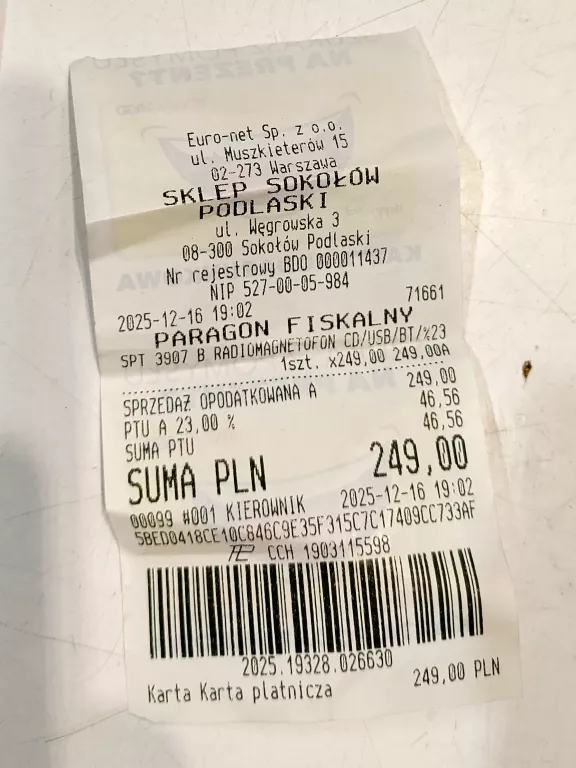 NA PREZENT?
Euro-net Sp. z o.o.
ul. Muszkieterów 15
02-273 Warszawa
SKLEP SOKOŁÓW
PODLASKI
ul. Węgrowska 3
08-300 Sokołów Podlaski
Nr rejestrowy BDO 000011437
NIP 527-00-05-984
2025-12-16 19:02 71661
PARAGON FISKALNY
SPT 3907 B RADIOMAGNETOFON CD/USB/BT/%23
1szt. x249,00 249,00A
SPRZEDAŻ OPODATKOWANA A 249,00
PTU A 23,00 % 46,56
SUMA PTU 46,56
SUMA PLN 249,00
00099 #001 KIEROWNIK 2025-12-16 19:02
5BED0418CE10C846C9E35F315C7C17409CC733AF
CCH 1903115598
2025.19328.026630
Karta Karta płatnicza 249,00 PLN